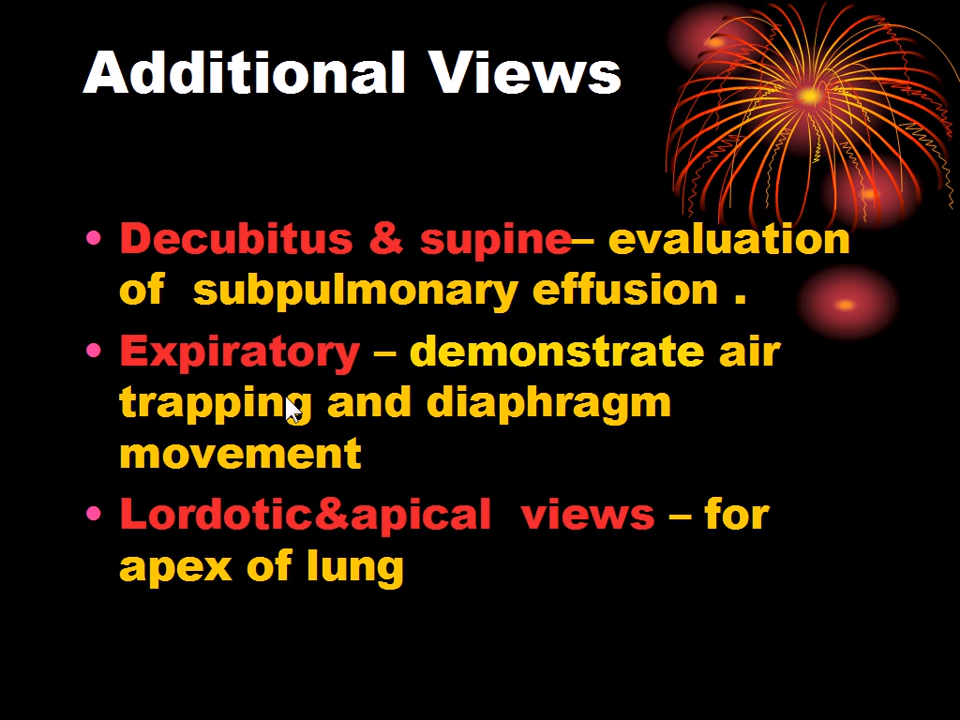 Additional Views
• Decubitus & supine– evaluation
of  subpulmonary effusion .
• Expiratory – demonstrate air
trapping and diaphragm
movement
• Lordotic&apical  views – for
apex of lung